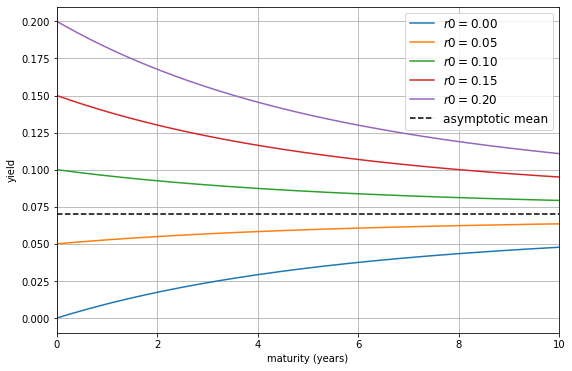 0.200
0.175
0.150
0.125
0.100
0.075
0.050
0.025
0.000
yield
0 2 4 6 8 10
maturity (years)
r0 = 0.00
r0 = 0.05
r0 = 0.10
r0 = 0.15
r0 = 0.20
asymptotic mean